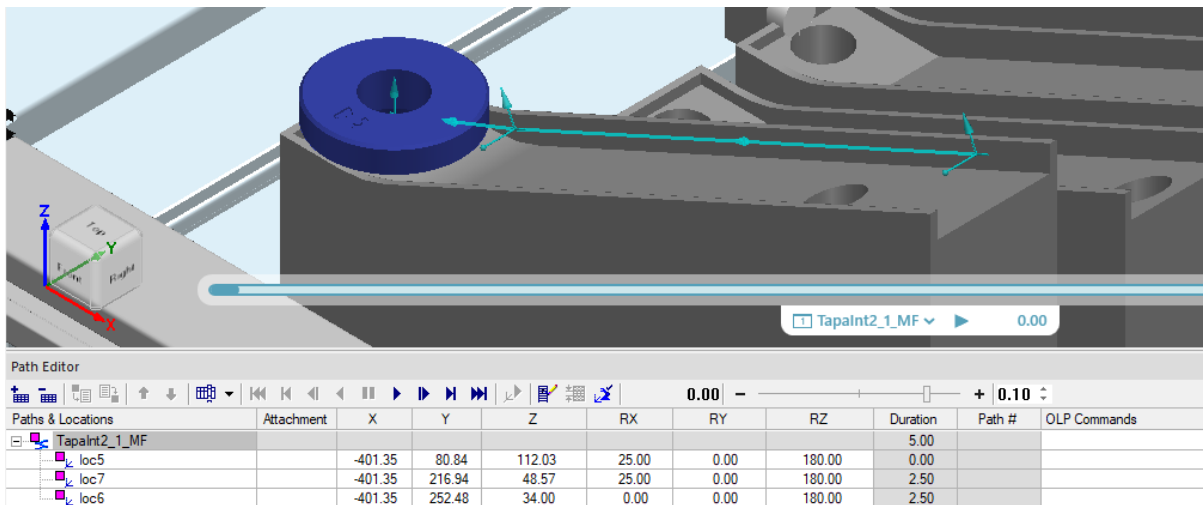 Z
Top
Y
Front
Right
X
1 TapaInt2_1_MF 0.00
Path Editor
0.00 − + 0.10
Paths & Locations Attachment X Y Z RX RY RZ Duration Path # OLP Commands
TapaInt2_1_MF 5.00
loc5 -401.35 80.84 112.03 25.00 0.00 180.00 0.00
loc7 -401.35 216.94 48.57 25.00 0.00 180.00 2.50
loc6 -401.35 252.48 34.00 0.00 0.00 180.00 2.50